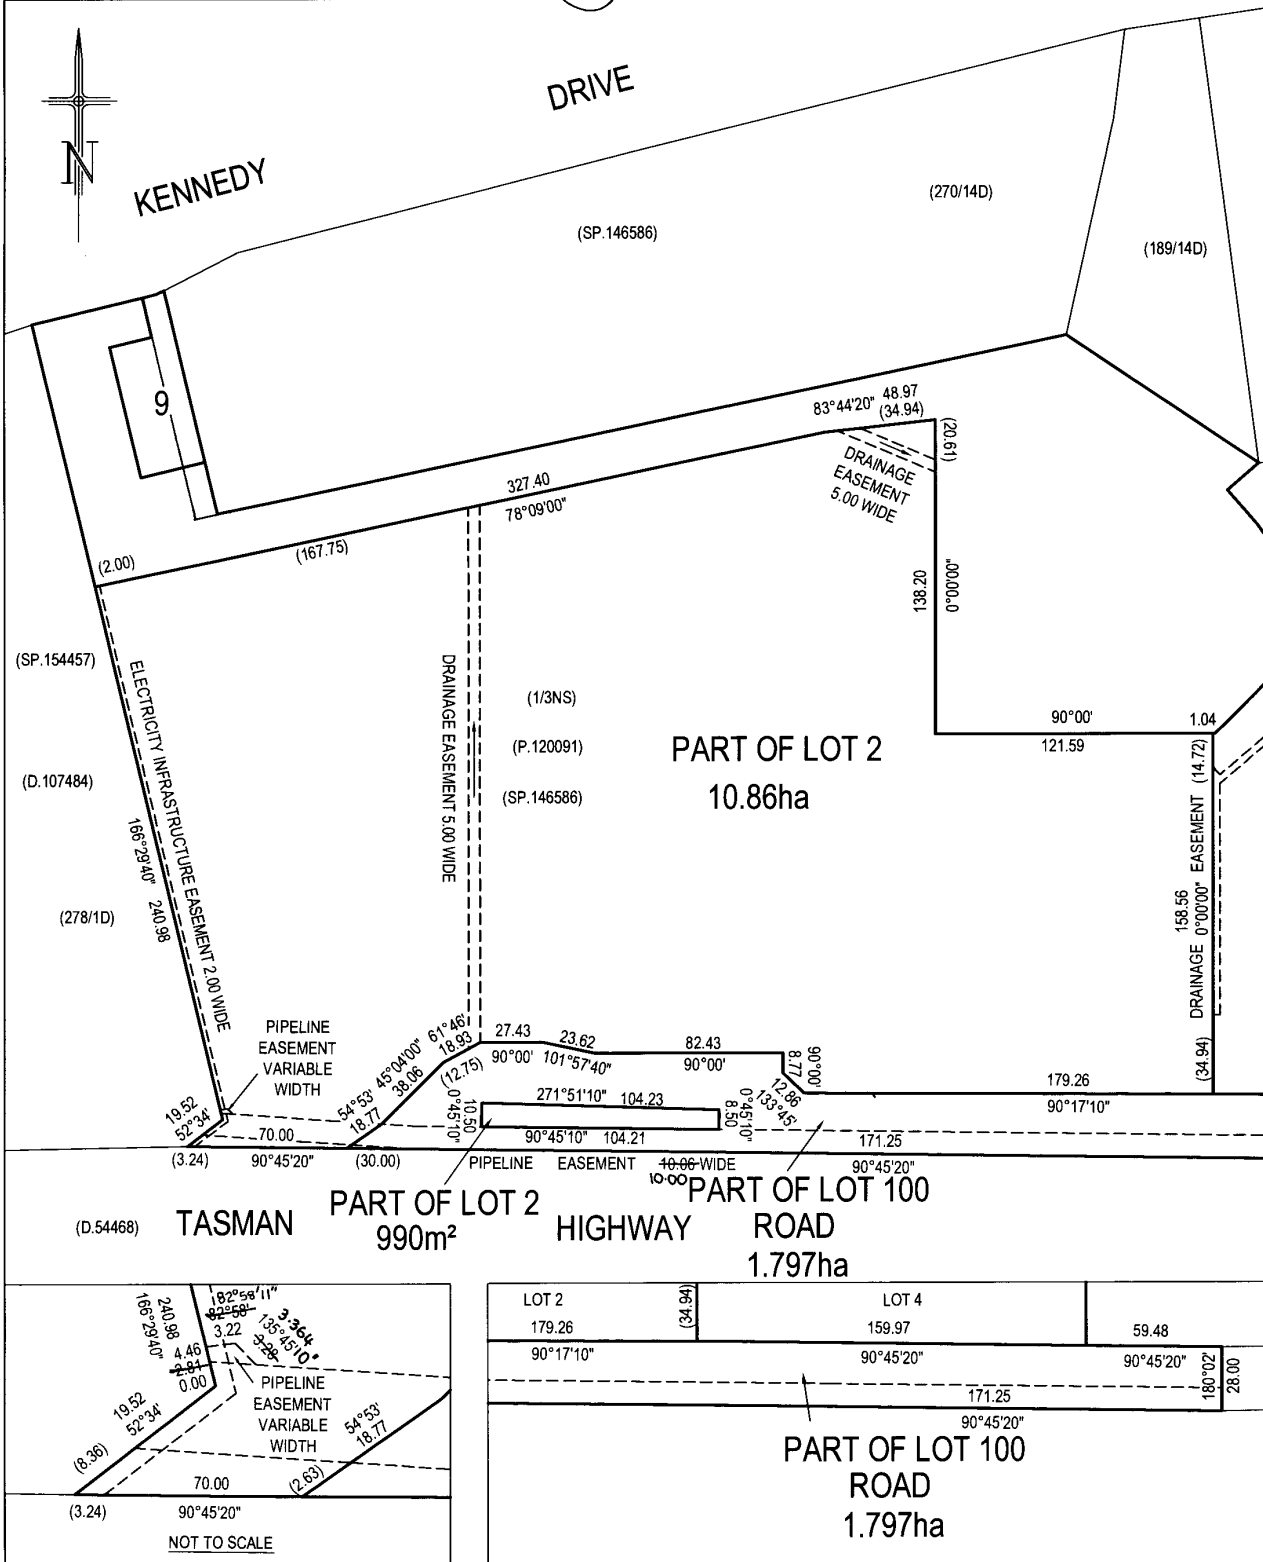 N
KENNEDY DRIVE
(SP.146586)
(270/14D)
(189/14D)
9
83°44'20" 48.97
(34.94)
(20.61)
DRAINAGE
EASEMENT
5.00 WIDE
327.40
78°09'00"
(167.75)
(2.00)
138.20
0°00'00"
(SP.154457)
(D.107484)
(278/1D)
ELECTRICITY INFRASTRUCTURE EASEMENT 2.00 WIDE
166°29'40" 240.98
DRAINAGE EASEMENT 5.00 WIDE
(1/3NS)
(P.120091)
(SP.146586)
PART OF LOT 2
10.86ha
90°00'
121.59
1.04
(14.72)
158.56
DRAINAGE 0°00'00" EASEMENT
(34.94)
PIPELINE
EASEMENT
VARIABLE
WIDTH
19.52
52°34'
54°53'
18.77
45°04'00"
38.06
61°46'
18.93
(12.75)
27.43
90°00'
23.62
101°57'40"
82.43
90°00'
90°00'
8.77
12.86
133°45'
179.26
90°17'10"
10.50
0°45'10"
271°51'10" 104.23
90°45'10" 104.21
8.50
0°45'10"
70.00
(3.24)
90°45'20"
(30.00)
PIPELINE EASEMENT 10.06 WIDE
10.00
171.25
90°45'20"
PART OF LOT 2
990m²
PART OF LOT 100
ROAD
1.797ha
(D.54468)
TASMAN HIGHWAY
240.98
166°29'40"
182°58'11"
82°58'
3.22
3.364
135°45'10"
3.28
4.46
2.81
0.00
PIPELINE
EASEMENT
VARIABLE
WIDTH
19.52
52°34'
(8.36)
54°53'
18.77
(2.63)
70.00
(3.24)
90°45'20"
NOT TO SCALE
LOT 2
(34.94)
LOT 4
179.26
159.97
59.48
90°17'10"
90°45'20"
90°45'20"
180°02'
28.00
171.25
90°45'20"
PART OF LOT 100
ROAD
1.797ha